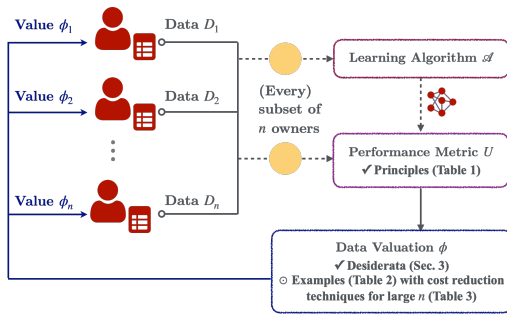 Value ϕ₁
Data D₁
Value ϕ₂
Data D₂
Value ϕₙ
Data Dₙ
(Every)
subset of
n owners
Learning Algorithm 𝒜
Performance Metric U
✓ Principles (Table 1)
Data Valuation ϕ
✓ Desiderata (Sec. 3)
⊙ Examples (Table 2) with cost reduction
techniques for large n (Table 3)